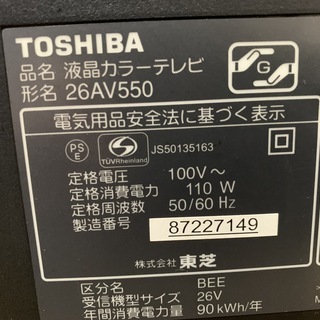 TOSHIBA
品名 液晶カラーテレビ
形名 26AV550
G
電気用品安全法に基づく表示
PS
E
TÜVRheinland
JS50135163
定格電圧 100V～
定格消費電力 110 W
定格周波数 50/60 Hz
製造番号 87227149
株式会社 東芝
区分名 BEE
受信機型サイズ 26V
年間消費電力量 90 kWh/年